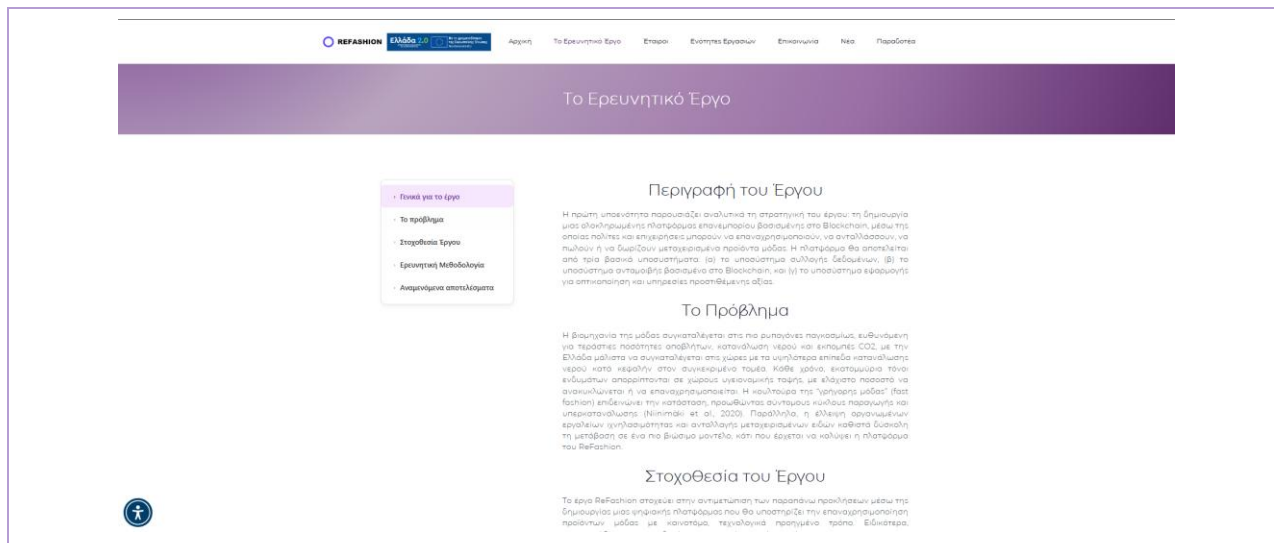 REFASHION
Ελλάδα 2.0
Αρχική
Το Ερευνητικό Έργο
Εταίροι
Ενότητες Εργασιών
Επικοινωνία
Νέα
Παραδοτέα
Το Ερευνητικό Έργο
Γενικά για το έργο
Το πρόβλημα
Στοχοθεσία Έργου
Ερευνητική Μεθοδολογία
Αναμενόμενα αποτελέσματα
Περιγραφή του Έργου
Η πρώτη υποενότητα παρουσιάζει αναλυτικά τη στρατηγική του έργου: τη δημιουργία
μιας ολοκληρωμένης πλατφόρμας επανεμπορίου βασισμένης στο Blockchain, μέσω της
οποίας πολίτες και επιχειρήσεις μπορούν να επαναχρησιμοποιούν, να ανταλλάσσουν, να
πωλούν ή να δωρίζουν μεταχειρισμένα προϊόντα μόδας. Η πλατφόρμα θα αποτελείται
από τρία βασικά υποσυστήματα: (α) το υποσύστημα συλλογής δεδομένων, (β) το
υποσύστημα ανταμοιβής βασισμένο στο Blockchain, και (γ) το υποσύστημα εφαρμογής
για οπτικοποίηση και υπηρεσίες προστιθέμενης αξίας.
Το Πρόβλημα
Η βιομηχανία της μόδας συγκαταλέγεται στις πιο ρυπογόνες παγκοσμίως, ευθυνόμενη
για τεράστιες ποσότητες αποβλήτων, κατανάλωση νερού και εκπομπές CO2, με την
Ελλάδα μάλιστα να συγκαταλέγεται στις χώρες με τα υψηλότερα επίπεδα κατανάλωσης
νερού κατά κεφαλήν στον συγκεκριμένο τομέα. Κάθε χρόνο, εκατομμύρια τόνοι
ενδυμάτων απορρίπτονται σε χώρους υγειονομικής ταφής, με ελάχιστο ποσοστό να
ανακυκλώνεται ή να επαναχρησιμοποιείται. Η κουλτούρα της "γρήγορης μόδας" (fast
fashion) επιδεινώνει την κατάσταση, προωθώντας σύντομους κύκλους παραγωγής και
υπερκατανάλωσης (Niinimäki et al., 2020). Παράλληλα, η έλλειψη οργανωμένων
εργαλείων ιχνηλασιμότητας και ανταλλαγής μεταχειρισμένων ειδών καθιστά δύσκολη
τη μετάβαση σε ένα πιο βιώσιμο μοντέλο, κάτι που έρχεται να καλύψει η πλατφόρμα
του ReFashion.
Στοχοθεσία του Έργου
Το έργο ReFashion στοχεύει στην αντιμετώπιση των παραπάνω προκλήσεων μέσω της
δημιουργίας μιας ψηφιακής πλατφόρμας που θα υποστηρίζει την επαναχρησιμοποίηση
προϊόντων μόδας με καινοτόμο, τεχνολογικά προηγμένο τρόπο. Ειδικότερα,